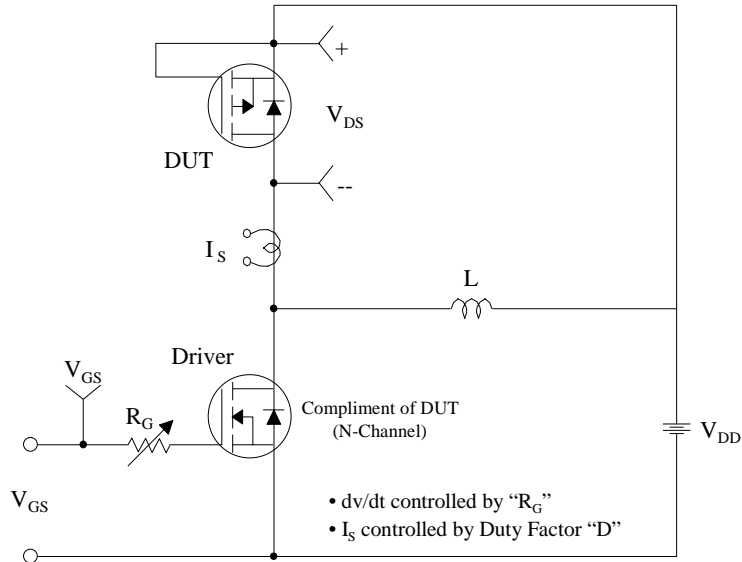 +
V_DS
DUT
--
I_S
L
Driver
V_GS
R_G
Compliment of DUT
(N-Channel)
V_DD
V_GS
• dv/dt controlled by “R_G”
• I_S controlled by Duty Factor “D”